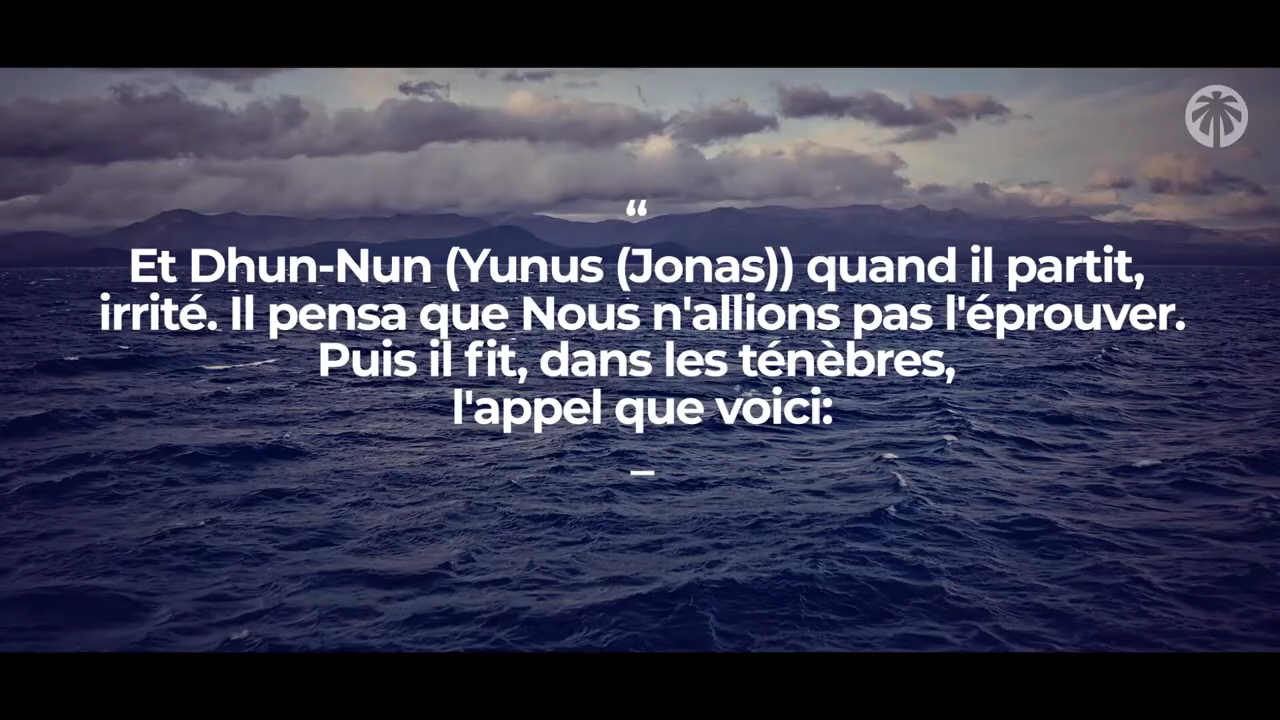 “
Et Dhun-Nun (Yunus (Jonas)) quand il partit,
irrité. Il pensa que Nous n'allions pas l'éprouver.
Puis il fit, dans les ténèbres,
l'appel que voici:
–